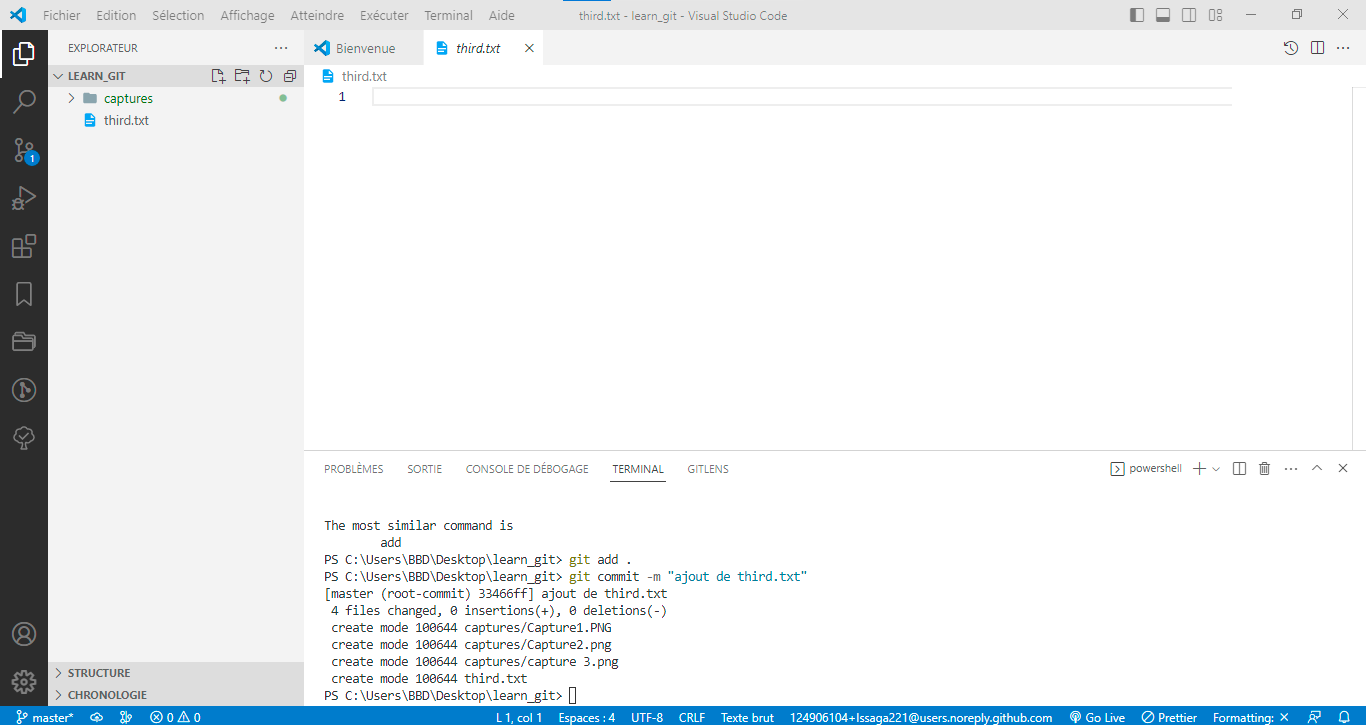 Fichier Edition Sélection Affichage Atteindre Exécuter Terminal Aide third.txt - learn_git - Visual Studio Code
EXPLORATEUR
LEARN_GIT
captures
third.txt
Bienvenue third.txt
third.txt
1
1
PROBLÈMES SORTIE CONSOLE DE DÉBOGAGE TERMINAL GITLENS
powershell
The most similar command is
add
PS C:\Users\BBD\Desktop\learn_git> git add .
PS C:\Users\BBD\Desktop\learn_git> git commit -m "ajout de third.txt"
[master (root-commit) 33466ff] ajout de third.txt
4 files changed, 0 insertions(+), 0 deletions(-)
create mode 100644 captures/Capture1.PNG
create mode 100644 captures/Capture2.png
create mode 100644 captures/capture 3.png
create mode 100644 third.txt
PS C:\Users\BBD\Desktop\learn_git>
STRUCTURE
CHRONOLOGIE
master* 0 0 L 1, col 1 Espaces : 4 UTF-8 CRLF Texte brut 124906104+Issaga221@users.noreply.github.com Go Live Prettier Formatting: ×